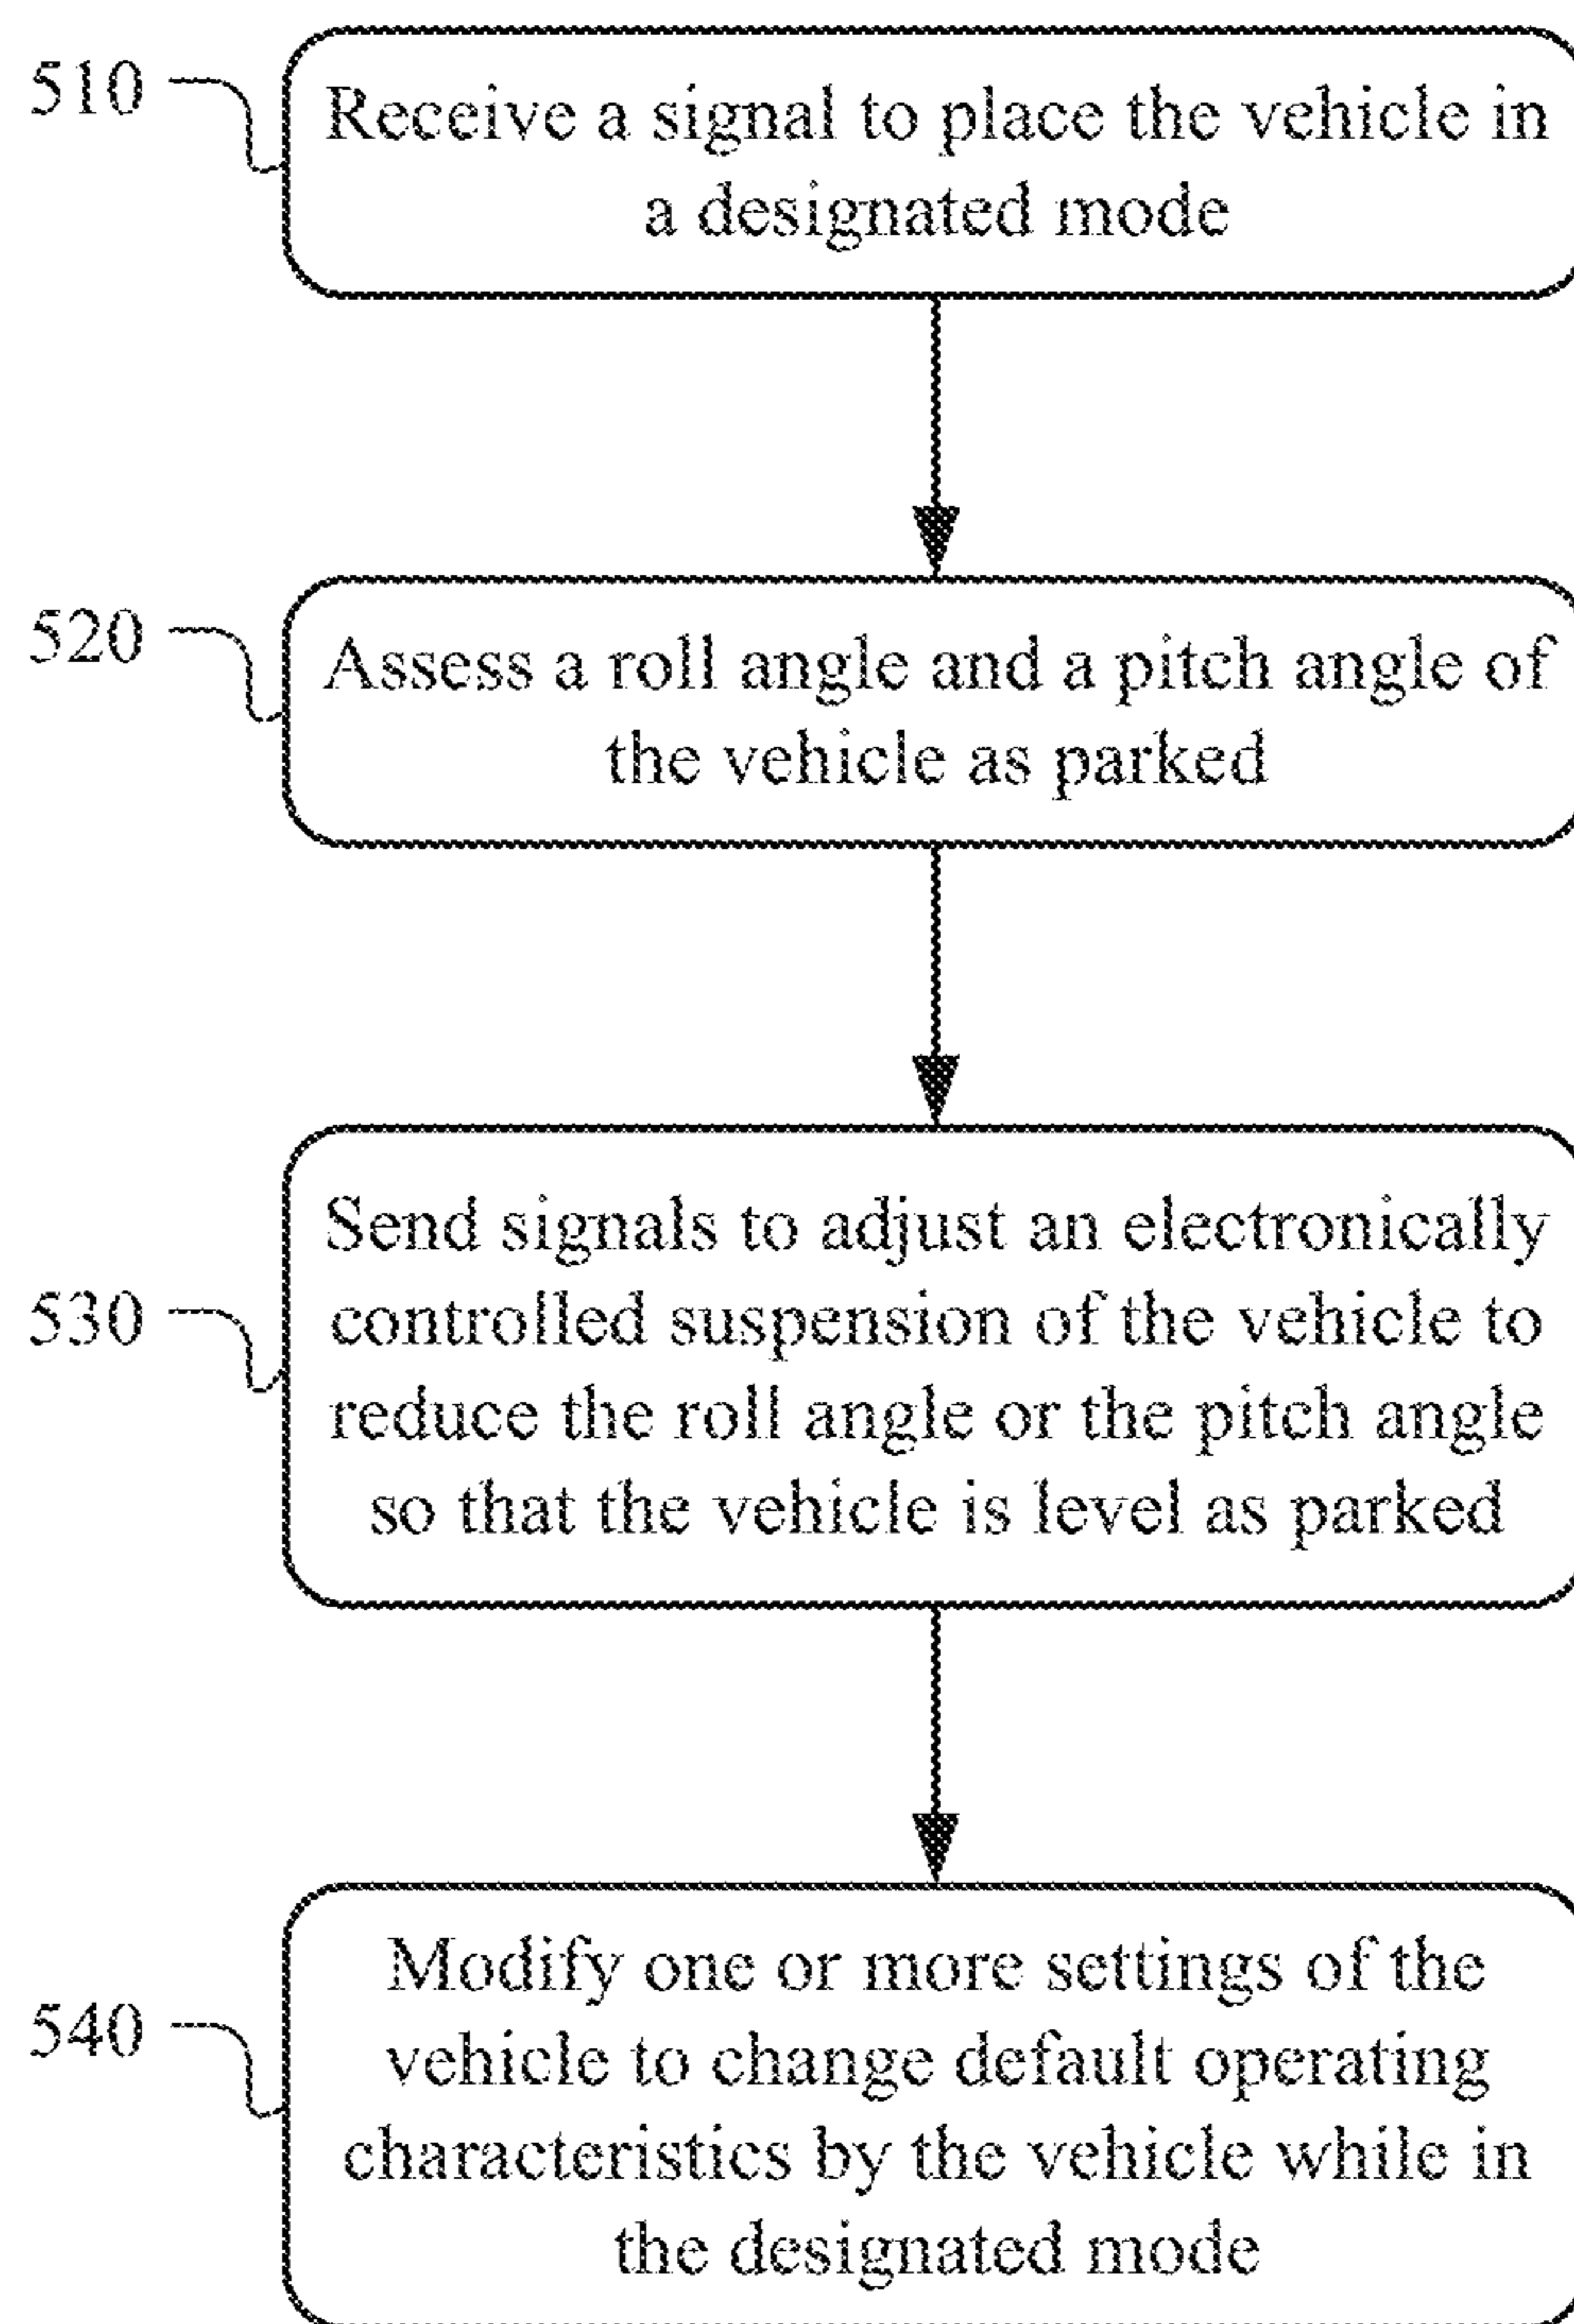 510
Receive a signal to place the vehicle in
a designated mode
520
Assess a roll angle and a pitch angle of
the vehicle as parked
530
Send signals to adjust an electronically
controlled suspension of the vehicle to
reduce the roll angle or the pitch angle
so that the vehicle is level as parked
540
Modify one or more settings of the
vehicle to change default operating
characteristics by the vehicle while in
the designated mode